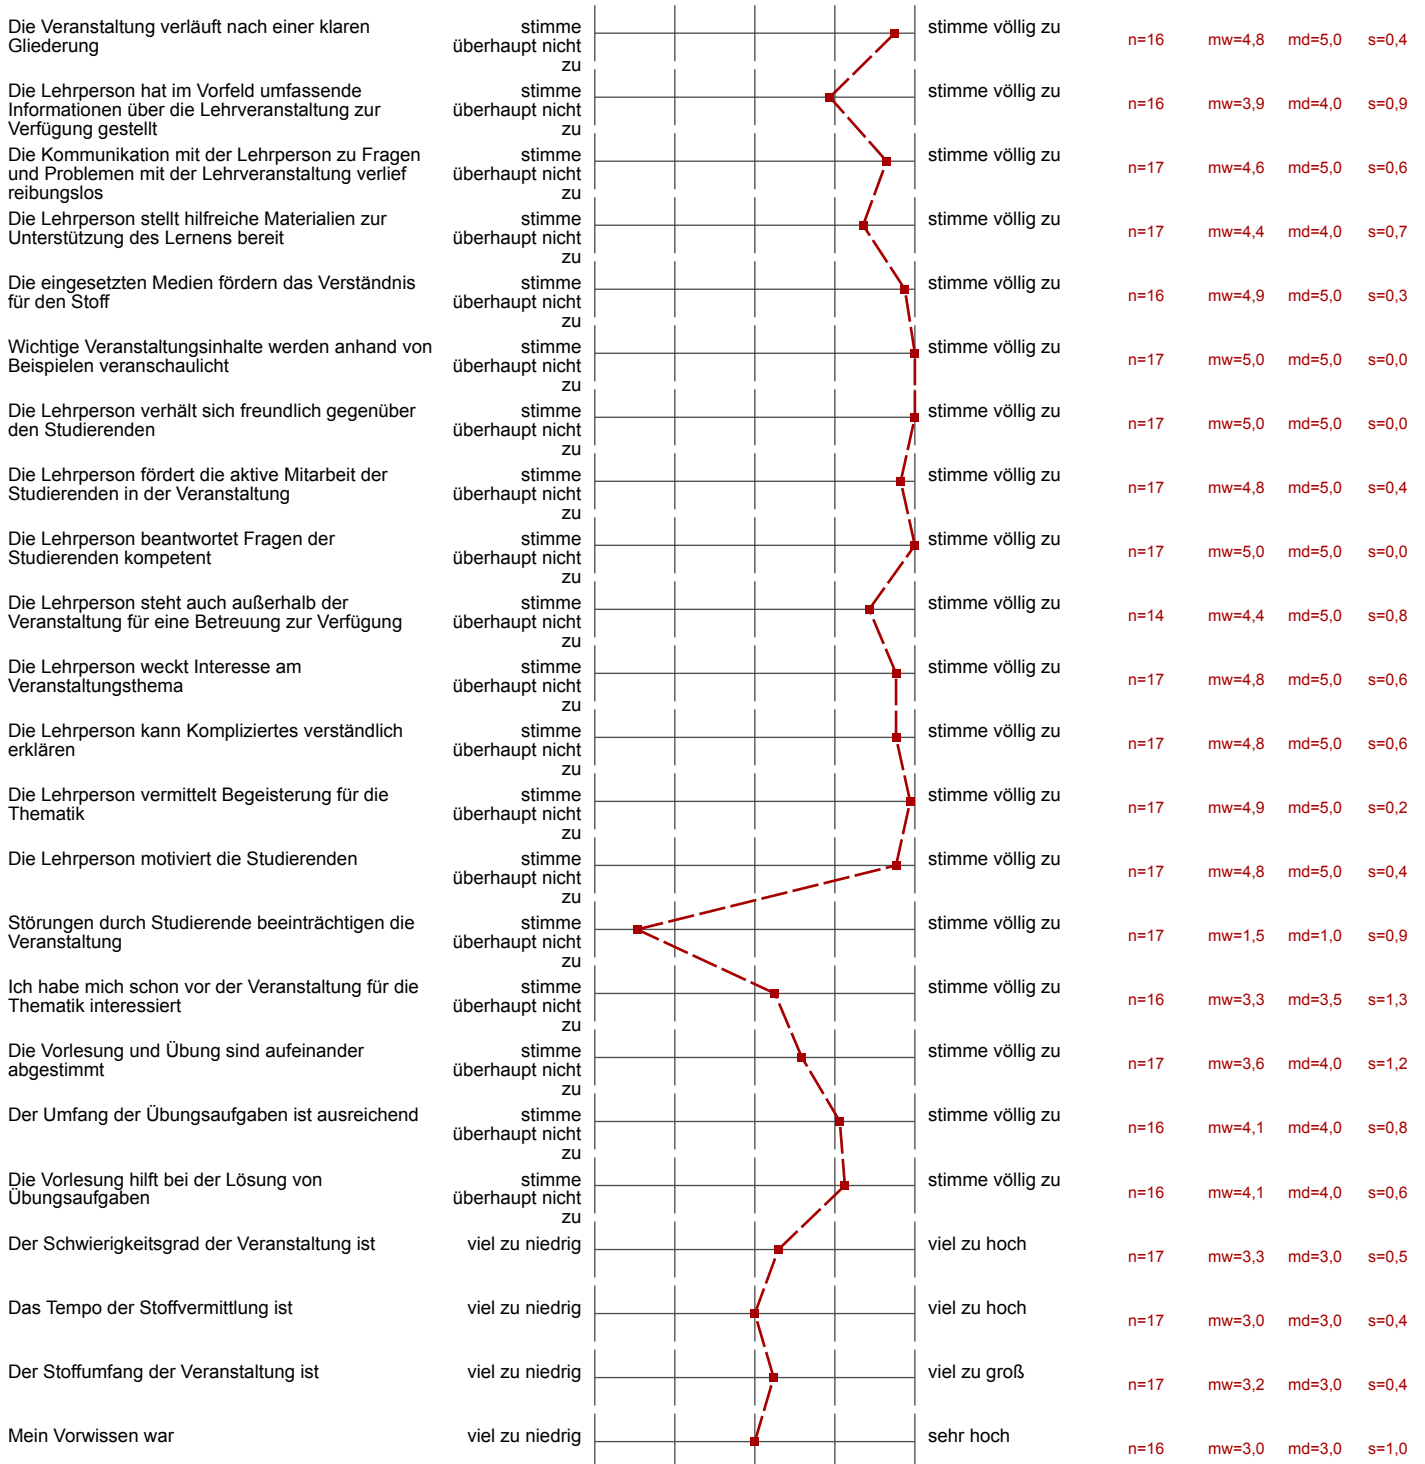 Die Veranstaltung verläuft nach einer klaren
Gliederung
stimme
überhaupt nicht
zu
stimme völlig zu
n=16 mw=4,8 md=5,0 s=0,4
Die Lehrperson hat im Vorfeld umfassende
Informationen über die Lehrveranstaltung zur
Verfügung gestellt
stimme
überhaupt nicht
zu
stimme völlig zu
n=16 mw=3,9 md=4,0 s=0,9
Die Kommunikation mit der Lehrperson zu Fragen
und Problemen mit der Lehrveranstaltung verlief
reibungslos
stimme
überhaupt nicht
zu
stimme völlig zu
n=17 mw=4,6 md=5,0 s=0,6
Die Lehrperson stellt hilfreiche Materialien zur
Unterstützung des Lernens bereit
stimme
überhaupt nicht
zu
stimme völlig zu
n=17 mw=4,4 md=4,0 s=0,7
Die eingesetzten Medien fördern das Verständnis
für den Stoff
stimme
überhaupt nicht
zu
stimme völlig zu
n=16 mw=4,9 md=5,0 s=0,3
Wichtige Veranstaltungsinhalte werden anhand von
Beispielen veranschaulicht
stimme
überhaupt nicht
zu
stimme völlig zu
n=17 mw=5,0 md=5,0 s=0,0
Die Lehrperson verhält sich freundlich gegenüber
den Studierenden
stimme
überhaupt nicht
zu
stimme völlig zu
n=17 mw=5,0 md=5,0 s=0,0
Die Lehrperson fördert die aktive Mitarbeit der
Studierenden in der Veranstaltung
stimme
überhaupt nicht
zu
stimme völlig zu
n=17 mw=4,8 md=5,0 s=0,4
Die Lehrperson beantwortet Fragen der
Studierenden kompetent
stimme
überhaupt nicht
zu
stimme völlig zu
n=17 mw=5,0 md=5,0 s=0,0
Die Lehrperson steht auch außerhalb der
Veranstaltung für eine Betreuung zur Verfügung
stimme
überhaupt nicht
zu
stimme völlig zu
n=14 mw=4,4 md=5,0 s=0,8
Die Lehrperson weckt Interesse am
Veranstaltungsthema
stimme
überhaupt nicht
zu
stimme völlig zu
n=17 mw=4,8 md=5,0 s=0,6
Die Lehrperson kann Kompliziertes verständlich
erklären
stimme
überhaupt nicht
zu
stimme völlig zu
n=17 mw=4,8 md=5,0 s=0,6
Die Lehrperson vermittelt Begeisterung für die
Thematik
stimme
überhaupt nicht
zu
stimme völlig zu
n=17 mw=4,9 md=5,0 s=0,2
Die Lehrperson motiviert die Studierenden
stimme
überhaupt nicht
zu
stimme völlig zu
n=17 mw=4,8 md=5,0 s=0,4
Störungen durch Studierende beeinträchtigen die
Veranstaltung
stimme
überhaupt nicht
zu
stimme völlig zu
n=17 mw=1,5 md=1,0 s=0,9
Ich habe mich schon vor der Veranstaltung für die
Thematik interessiert
stimme
überhaupt nicht
zu
stimme völlig zu
n=16 mw=3,3 md=3,5 s=1,3
Die Vorlesung und Übung sind aufeinander
abgestimmt
stimme
überhaupt nicht
zu
stimme völlig zu
n=17 mw=3,6 md=4,0 s=1,2
Der Umfang der Übungsaufgaben ist ausreichend
stimme
überhaupt nicht
zu
stimme völlig zu
n=16 mw=4,1 md=4,0 s=0,8
Die Vorlesung hilft bei der Lösung von
Übungsaufgaben
stimme
überhaupt nicht
zu
stimme völlig zu
n=16 mw=4,1 md=4,0 s=0,6
Der Schwierigkeitsgrad der Veranstaltung ist
viel zu niedrig
viel zu hoch
n=17 mw=3,3 md=3,0 s=0,5
Das Tempo der Stoffvermittlung ist
viel zu niedrig
viel zu hoch
n=17 mw=3,0 md=3,0 s=0,4
Der Stoffumfang der Veranstaltung ist
viel zu niedrig
viel zu groß
n=17 mw=3,2 md=3,0 s=0,4
Mein Vorwissen war
viel zu niedrig
sehr hoch
n=16 mw=3,0 md=3,0 s=1,0